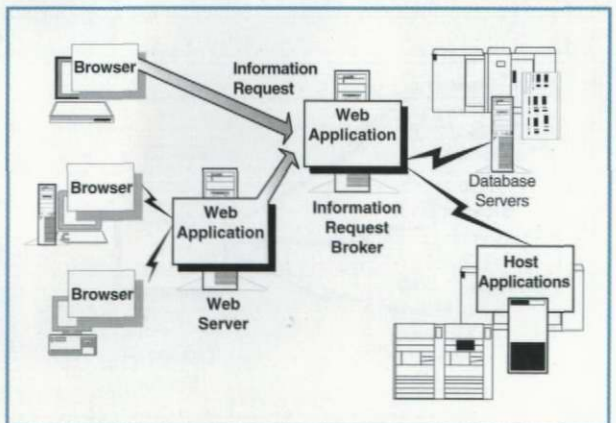 Browser
Information
Request
Web
Application
Browser
Web
Application
Information
Request
Broker
Database
Servers
Browser
Web
Server
Host
Applications